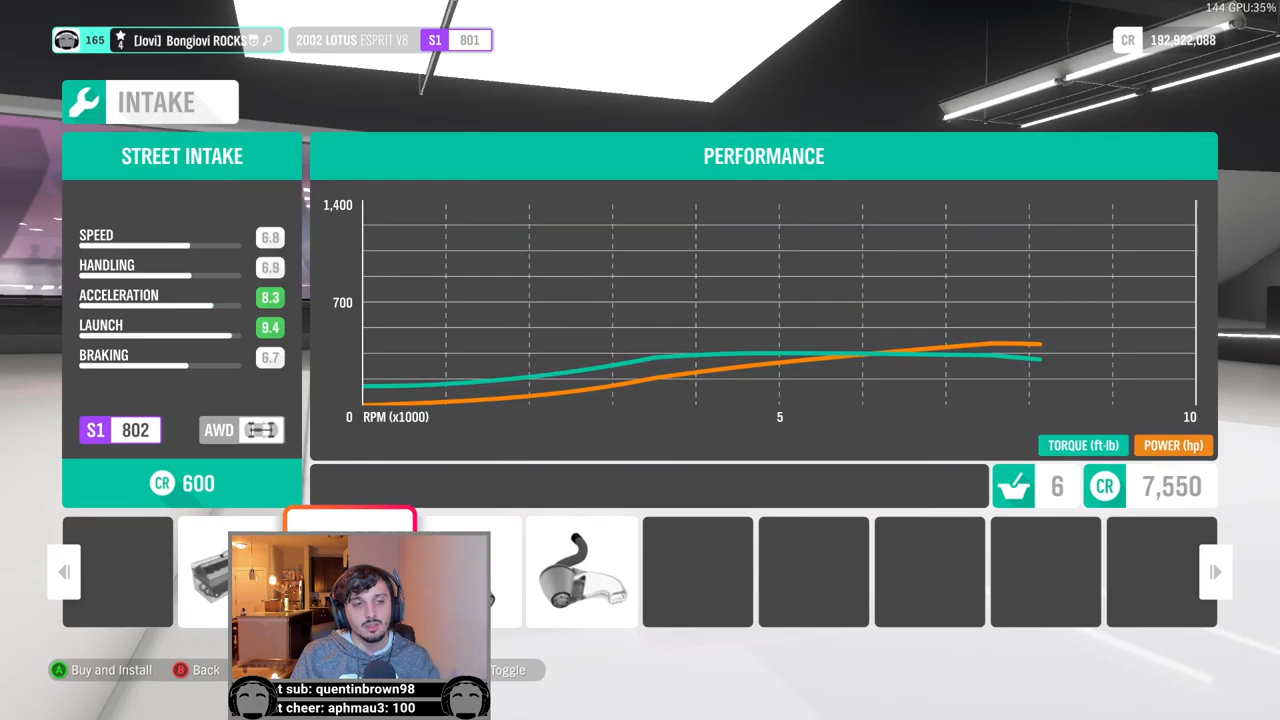 144 GPU:35%
165 4 [Jovi] Bongiovi ROCKS 2002 LOTUS ESPRIT V8 S1 801 CR 192,922,088
INTAKE
STREET INTAKE
PERFORMANCE
SPEED 6.8
HANDLING 6.9
ACCELERATION 8.3
LAUNCH 9.4
BRAKING 6.7
S1 802 AWD
CR 600
1,400
700
0 RPM (x1000) 5 10
TORQUE (ft·lb) POWER (hp)
6 CR 7,550
A Buy and Install B Back Toggle
t sub: quentinbrown98
t cheer: aphmau3: 100